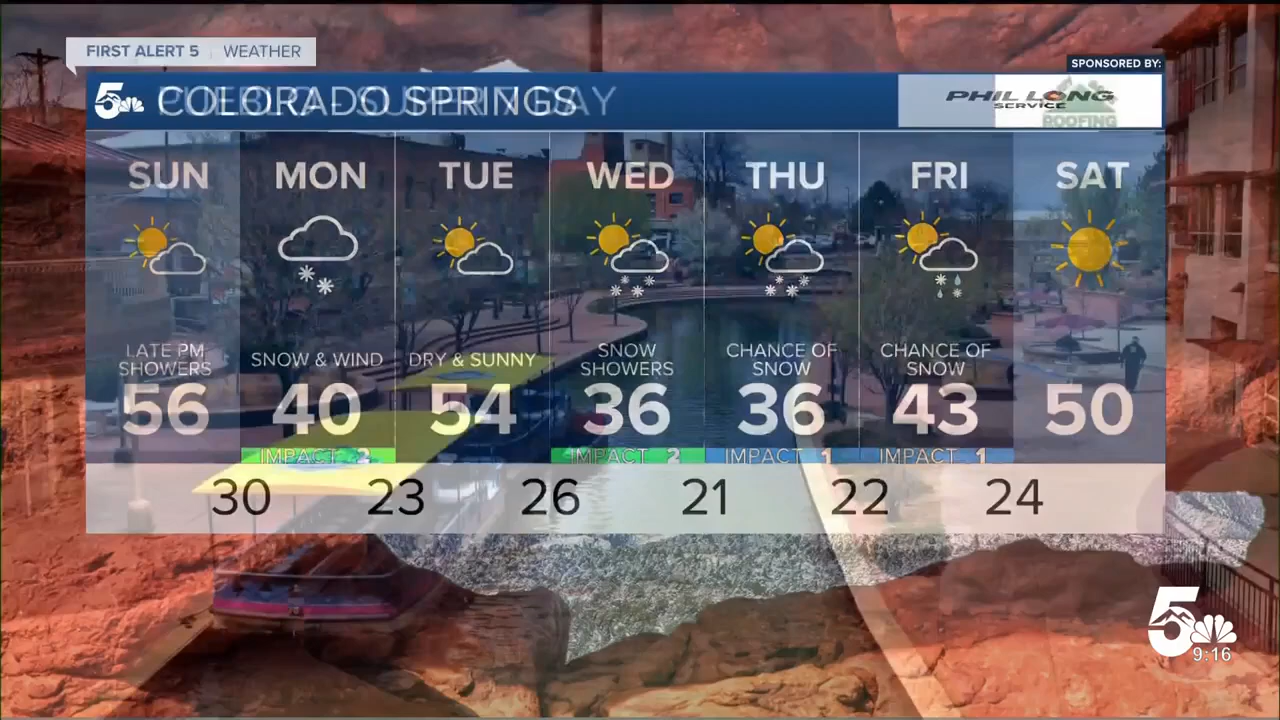 FIRST ALERT 5 WEATHER
SPONSORED BY:
5 COLORADO SPRINGS
PHIL LONG
SERVICE
ROOFING
SUN MON TUE WED THU FRI SAT
LATE PM SHOWERS
SNOW & WIND
DRY & SUNNY
SNOW SHOWERS
CHANCE OF SNOW
CHANCE OF SNOW
56 40 54 36 36 43 50
IMPACT 2 IMPACT 2 IMPACT 1 IMPACT 1
30 23 26 21 22 24
5
9:16